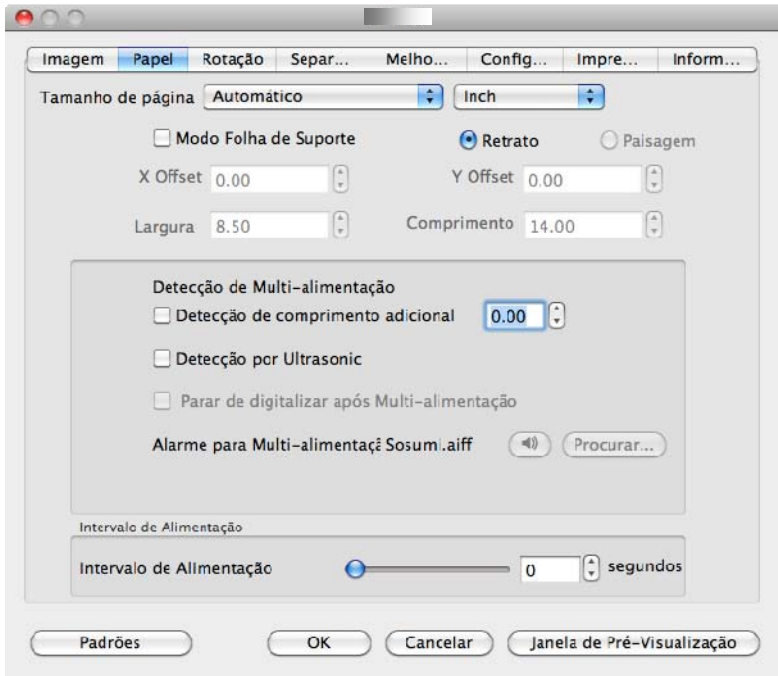 Imagem Papel Rotação Separ... Melho... Config... Impre... Inform...
Tamanho de página Automático Inch
Modo Folha de Suporte Retrato Paisagem
X Offset 0.00 Y Offset 0.00
Largura 8.50 Comprimento 14.00
Detecção de Multi-alimentação
Detecção de comprimento adicional 0.00
Detecção por Ultrasonic
Parar de digitalizar após Multi-alimentação
Alarme para Multi-alimentaçã Sosumi.aiff Procurar...
Intervalo de Alimentação
Intervalo de Alimentação 0 segundos
Padrões OK Cancelar Janela de Pré-Visualização